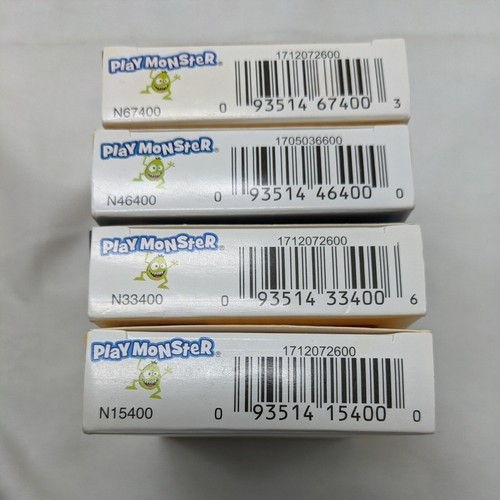 PLAY MONSTER
1712072600
N67400
0 93514 67400 3
PLAY MONSTER
1705036600
N46400
0 93514 46400 0
PLAY MONSTER
1712072600
N33400
0 93514 33400 6
PLAY MONSTER®
1712072600
N15400
0 93514 15400 0